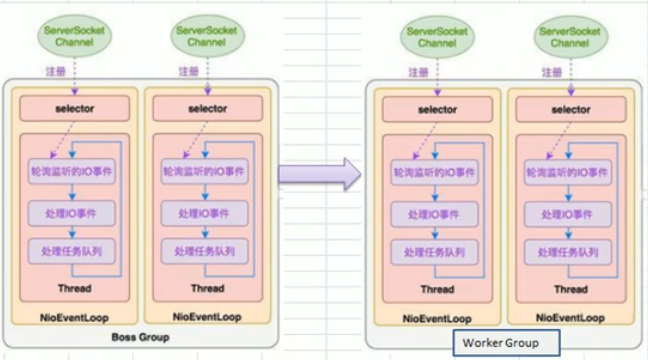 ServerSocket
Channel
ServerSocket
Channel
注册
注册
selector
selector
轮询监听的IO事件
轮询监听的IO事件
处理IO事件
处理IO事件
处理任务队列
处理任务队列
Thread
Thread
NioEventLoop
NioEventLoop
Boss Group
ServerSocket
Channel
ServerSocket
Channel
注册
注册
selector
selector
轮询监听的IO事件
轮询监听的IO事件
处理IO事件
处理IO事件
处理任务队列
处理任务队列
Thread
Thread
NioEventLoop
NioEventLoop
Worker Group